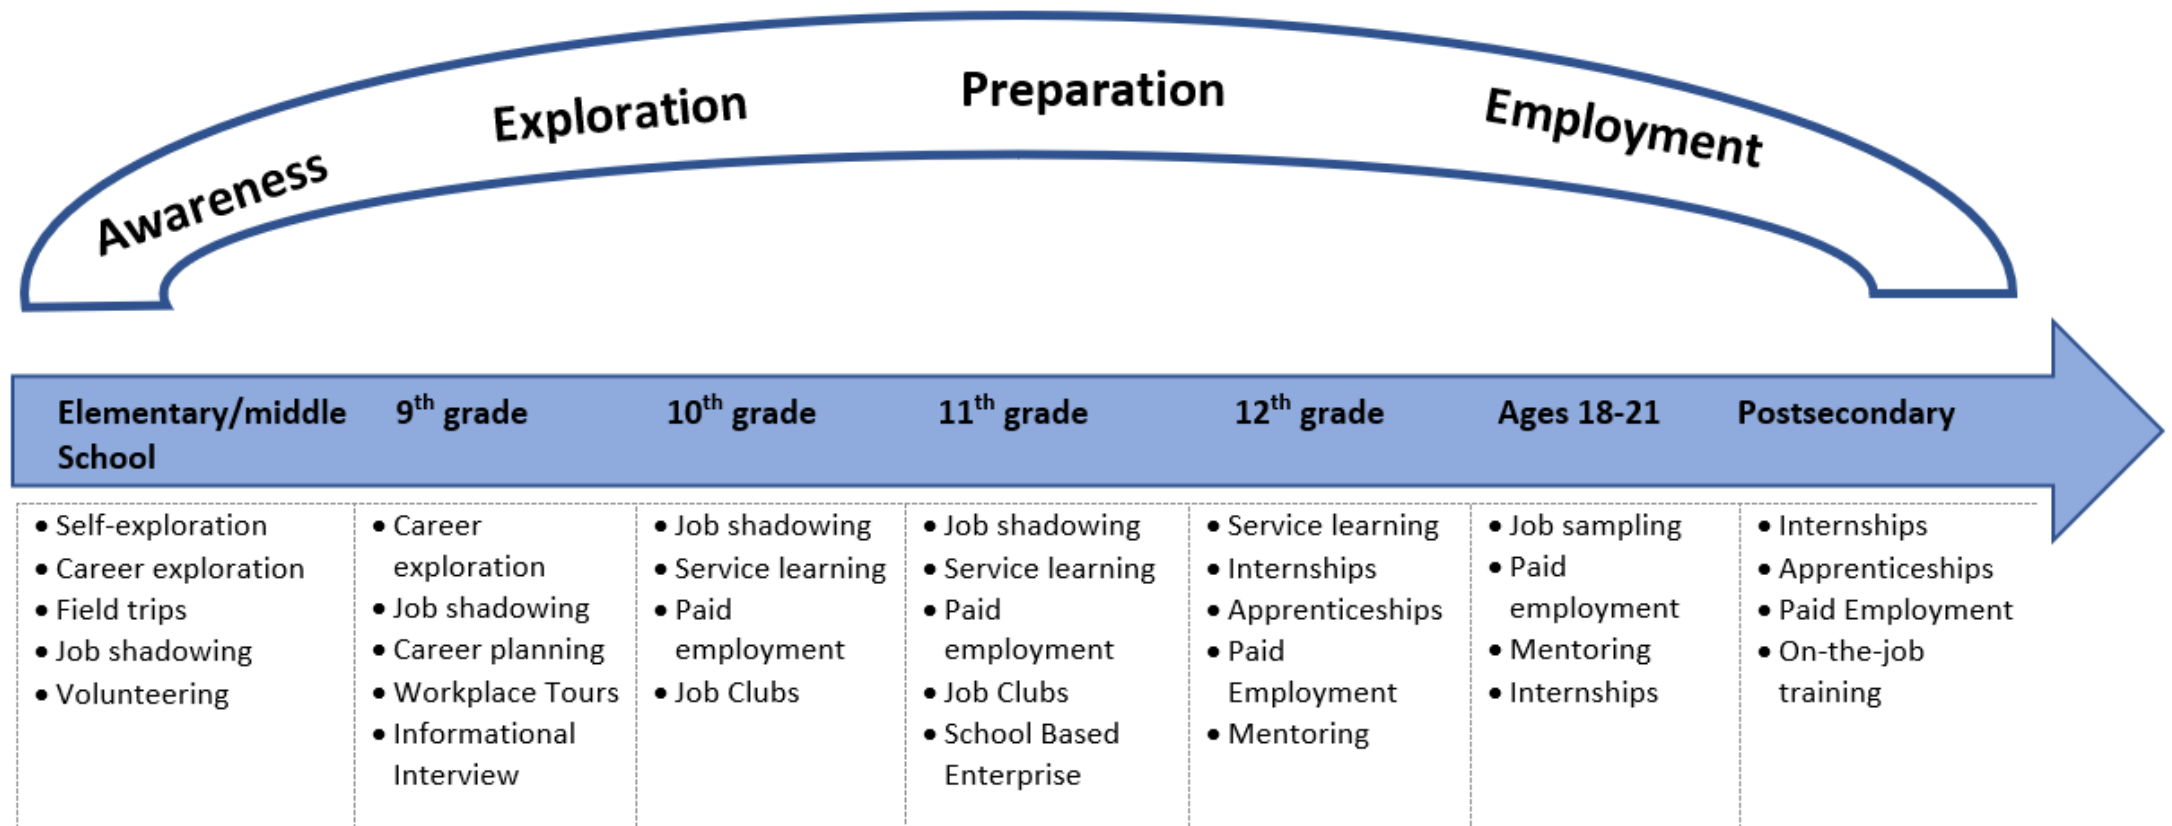 Awareness
Exploration
Preparation
Employment
Elementary/middle
School
9th grade
10th grade
11th grade
12th grade
Ages 18-21
Postsecondary
• Self-exploration
• Career exploration
• Field trips
• Job shadowing
• Volunteering
• Career
exploration
• Job shadowing
• Career planning
• Workplace Tours
• Informational
Interview
• Job shadowing
• Service learning
• Paid
employment
• Job Clubs
• Job shadowing
• Service learning
• Paid
employment
• Job Clubs
• School Based
Enterprise
• Service learning
• Internships
• Apprenticeships
• Paid
Employment
• Mentoring
• Job sampling
• Paid
employment
• Mentoring
• Internships
• Internships
• Apprenticeships
• Paid Employment
• On-the-job
training